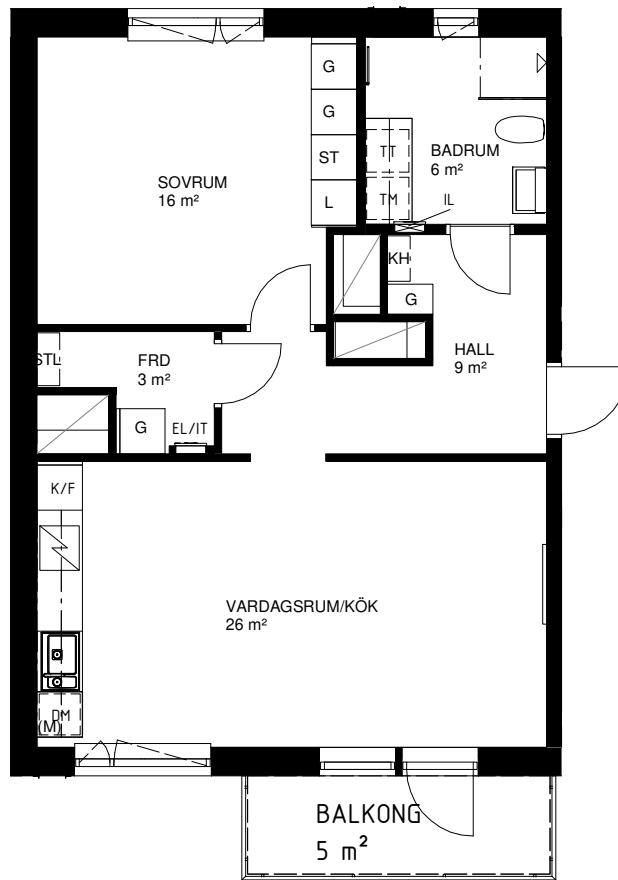 G
G
ST
L
SOVRUM
16 m²
BADRUM
6 m²
TT
TM
IL
KH
G
HALL
9 m²
STL
FRD
3 m²
G
EL/IT
K/F
VARDAGSRUM/KÖK
26 m²
DM
(M)
BALKONG
5 m²